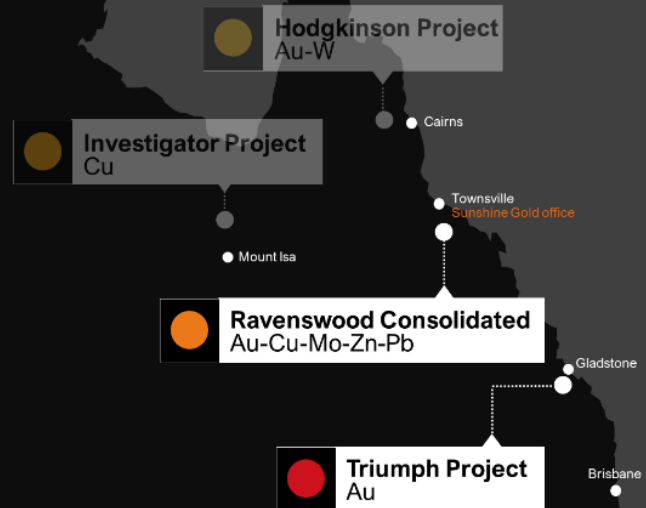 Hodgkinson Project
Au-W
Cairns
Investigator Project
Cu
Townsville
Sunshine Gold office
Mount Isa
Ravenswood Consolidated
Au-Cu-Mo-Zn-Pb
Gladstone
Triumph Project
Au
Brisbane